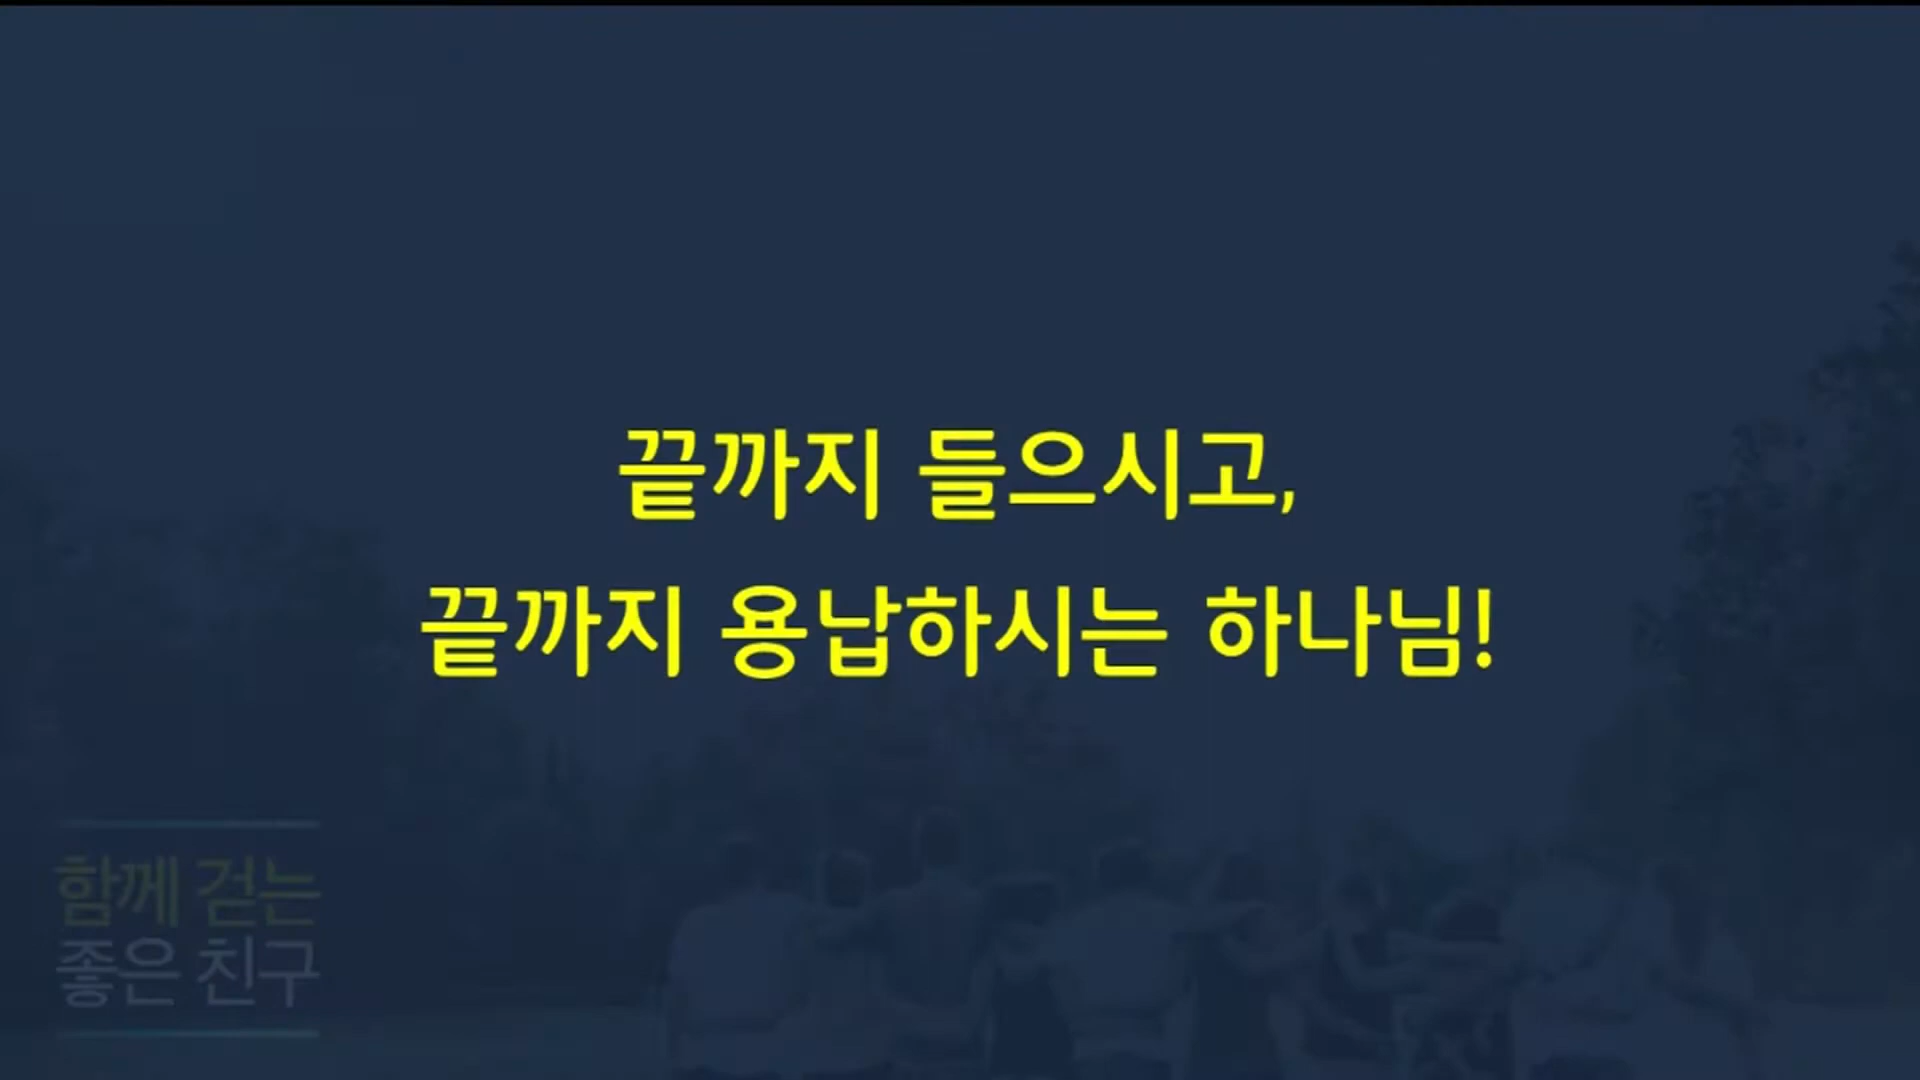 끝까지 들으시고,
끝까지 용납하시는 하나님!
함께 걷는
좋은 친구